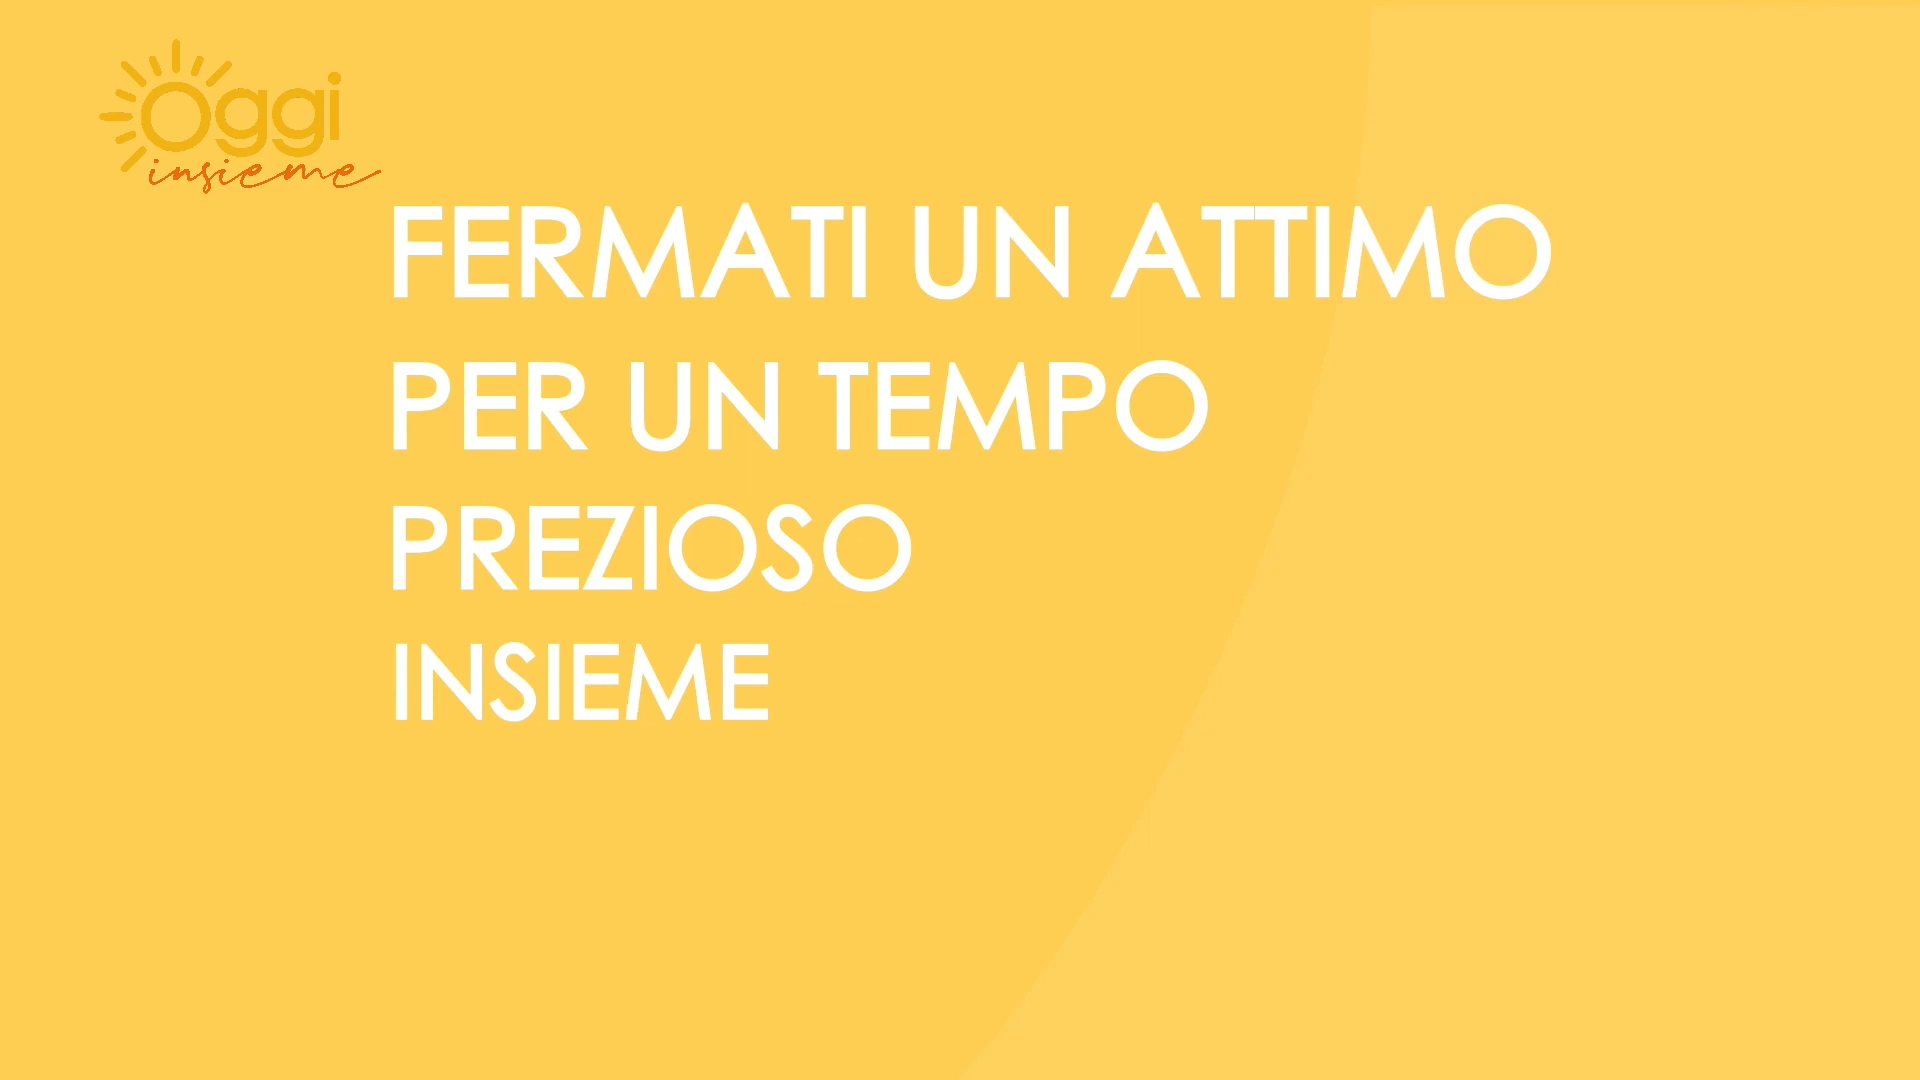 Oggi
insieme
FERMATI UN ATTIMO
PER UN TEMPO
PREZIOSO
INSIEME